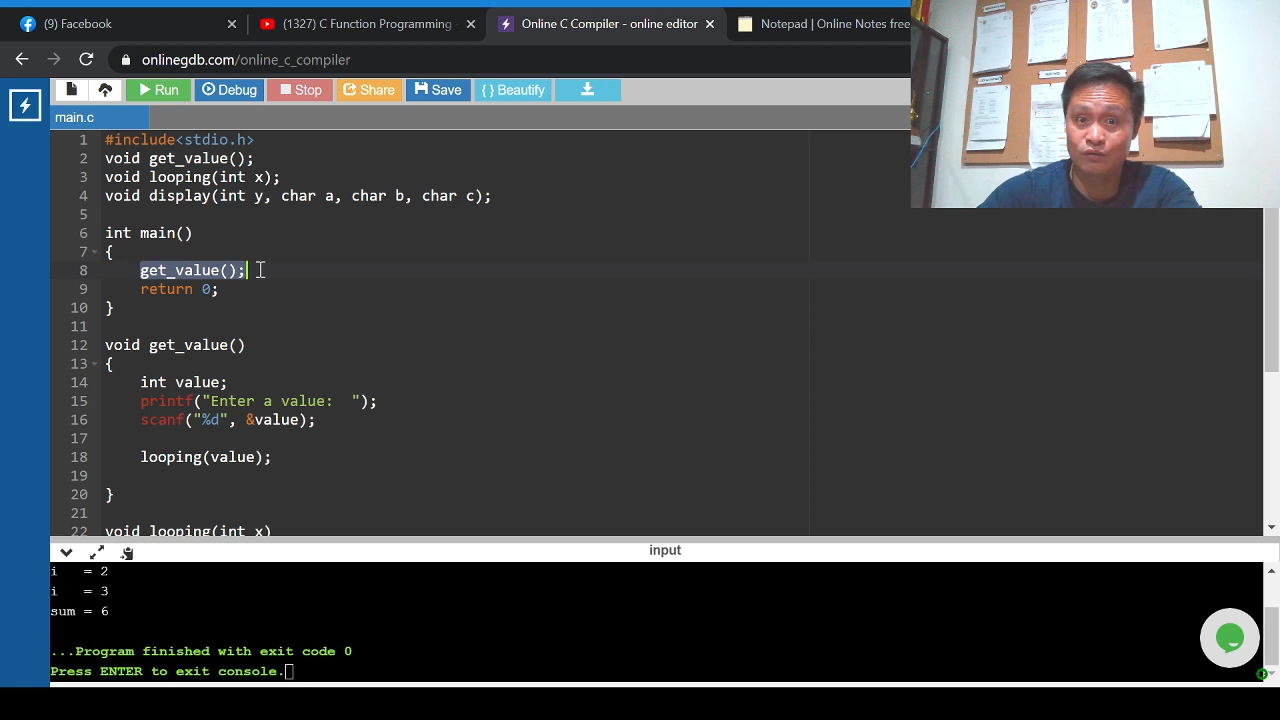 (9) Facebook
(1327) C Function Programming
Online C Compiler - online editor
Notepad | Online Notes free
onlinegdb.com/online_c_compiler
Run
Debug
Stop
Share
Save
{ } Beautify
main.c
1 #include<stdio.h>
2 void get_value();
3 void looping(int x);
4 void display(int y, char a, char b, char c);
5
6 int main()
7 {
8 get_value();
9 return 0;
10 }
11
12 void get_value()
13 {
14 int value;
15 printf("Enter a value:  ");
16 scanf("%d", &value);
17
18 looping(value);
19
20 }
21
22 void looping(int x)
input
i   = 2
i   = 3
sum = 6
...Program finished with exit code 0
Press ENTER to exit console.